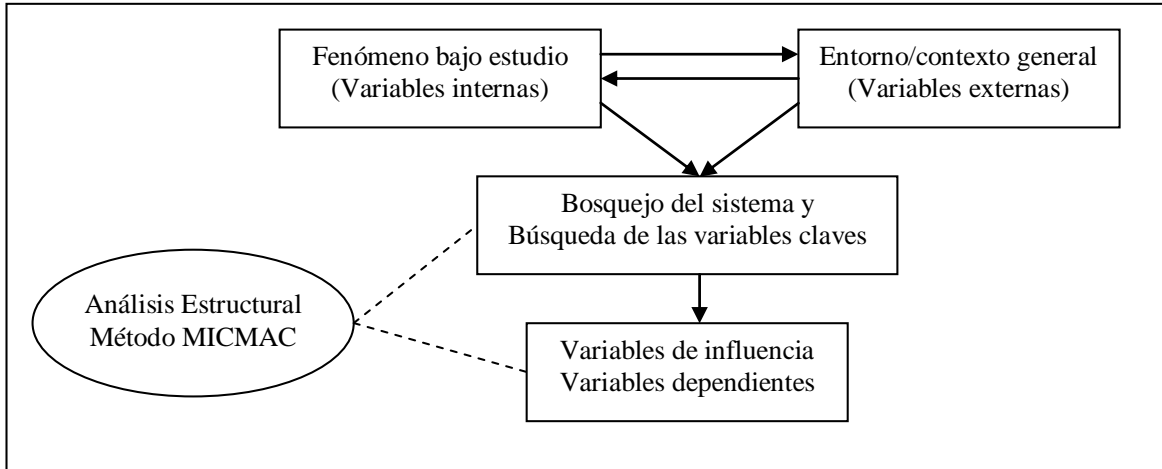 Fenómeno bajo estudio
(Variables internas)
Entorno/contexto general
(Variables externas)
Bosquejo del sistema y
Búsqueda de las variables claves
Análisis Estructural
Método MICMAC
Variables de influencia
Variables dependientes